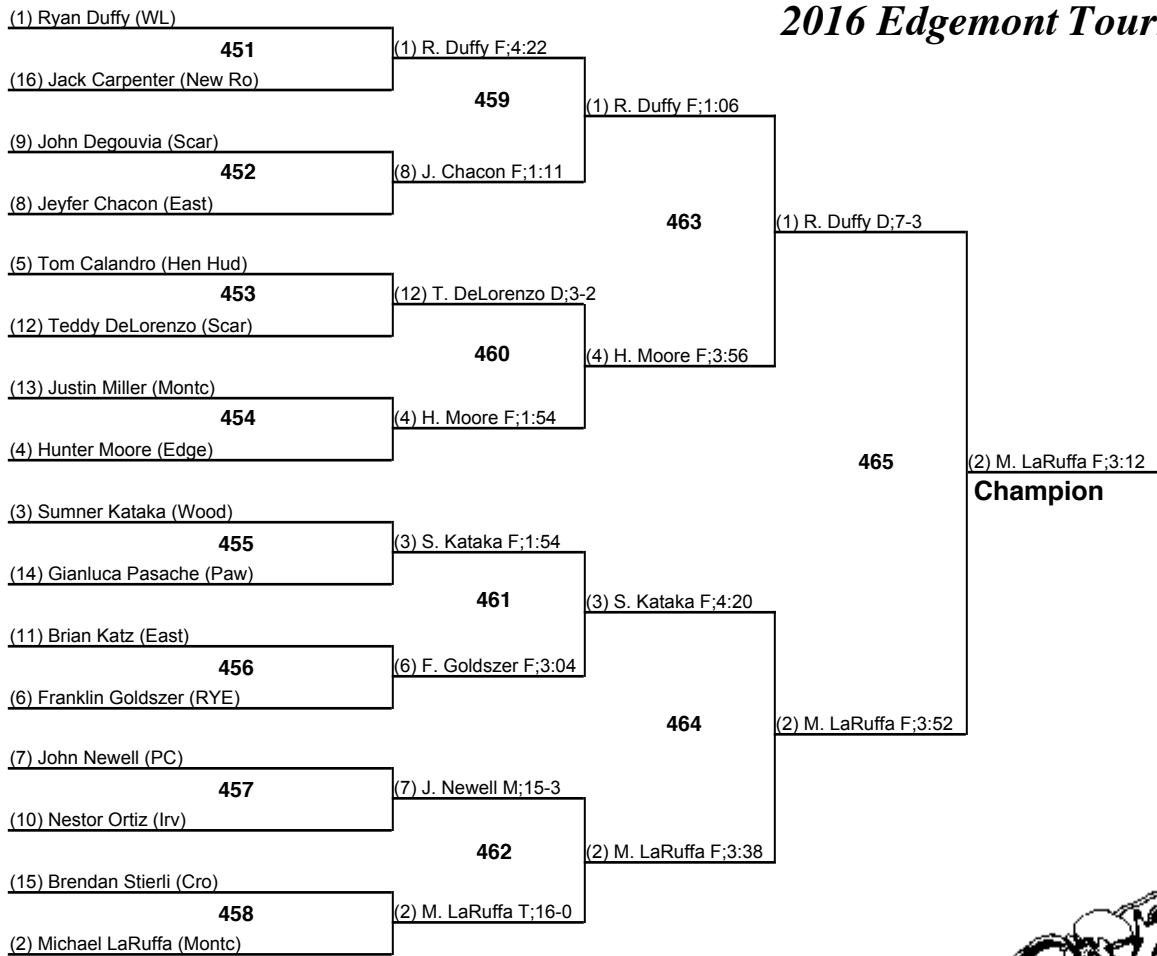 2016 Edgemont Tour
(1) Ryan Duffy (WL)
451
(16) Jack Carpenter (New Ro)
(9) John Degouvia (Scar)
452
(8) Jeyfer Chacon (East)
(5) Tom Calandro (Hen Hud)
453
(12) Teddy DeLorenzo (Scar)
(13) Justin Miller (Montc)
454
(4) Hunter Moore (Edge)
(3) Sumner Kataka (Wood)
455
(14) Gianluca Pasache (Paw)
(11) Brian Katz (East)
456
(6) Franklin Goldszer (RYE)
(7) John Newell (PC)
457
(10) Nestor Ortiz (Irv)
(15) Brendan Stierli (Cro)
458
(2) Michael LaRuffa (Montc)
(1) R. Duffy F;4:22
459
(8) J. Chacon F;1:11
(12) T. DeLorenzo D;3-2
460
(4) H. Moore F;1:54
(3) S. Kataka F;1:54
461
(6) F. Goldszer F;3:04
(7) J. Newell M;15-3
462
(2) M. LaRuffa T;16-0
(1) R. Duffy F;1:06
463
(4) H. Moore F;3:56
(3) S. Kataka F;4:20
464
(2) M. LaRuffa F;3:38
(1) R. Duffy D;7-3
465
(2) M. LaRuffa F;3:52
(2) M. LaRuffa F;3:12
Champion